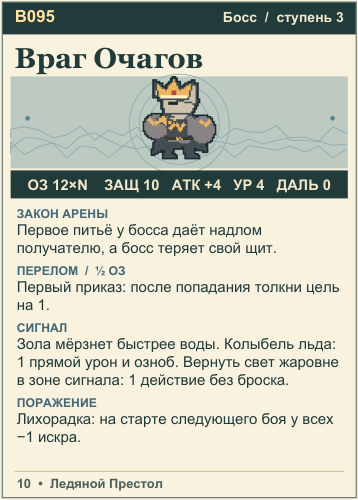 B095
Босс / ступень 3
Враг Очагов
ОЗ 12×N ЗАЩ 10 АТК +4 УР 4 ДАЛЬ 0
ЗАКОН АРЕНЫ
Первое питьё у босса даёт надлом
получателю, а босс теряет свой щит.
ПЕРЕЛОМ / ½ ОЗ
Первый приказ: после попадания толкни цель
на 1.
СИГНАЛ
Зола мёрзнет быстрее воды. Колыбель льда:
1 прямой урон и озноб. Вернуть свет жаровне
в зоне сигнала: 1 действие без броска.
ПОРАЖЕНИЕ
Лихорадка: на старте следующего боя у всех
−1 искра.
10 • Ледяной Престол